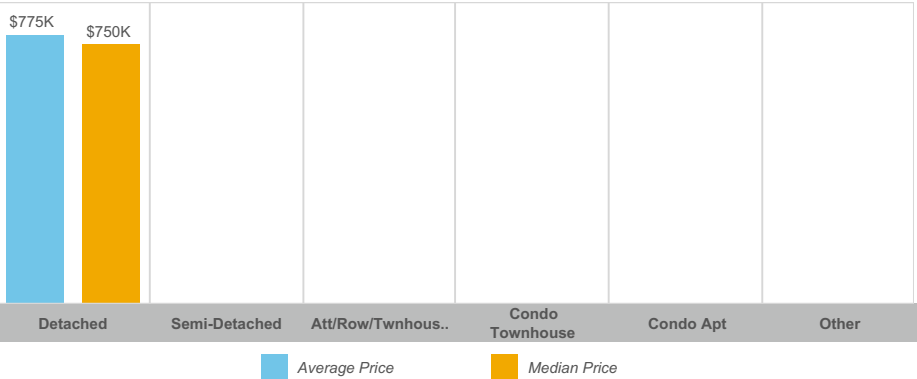 $775K
$750K
Detached
Semi-Detached
Att/Row/Twnhous..
Condo
Townhouse
Condo Apt
Other
Average Price
Median Price